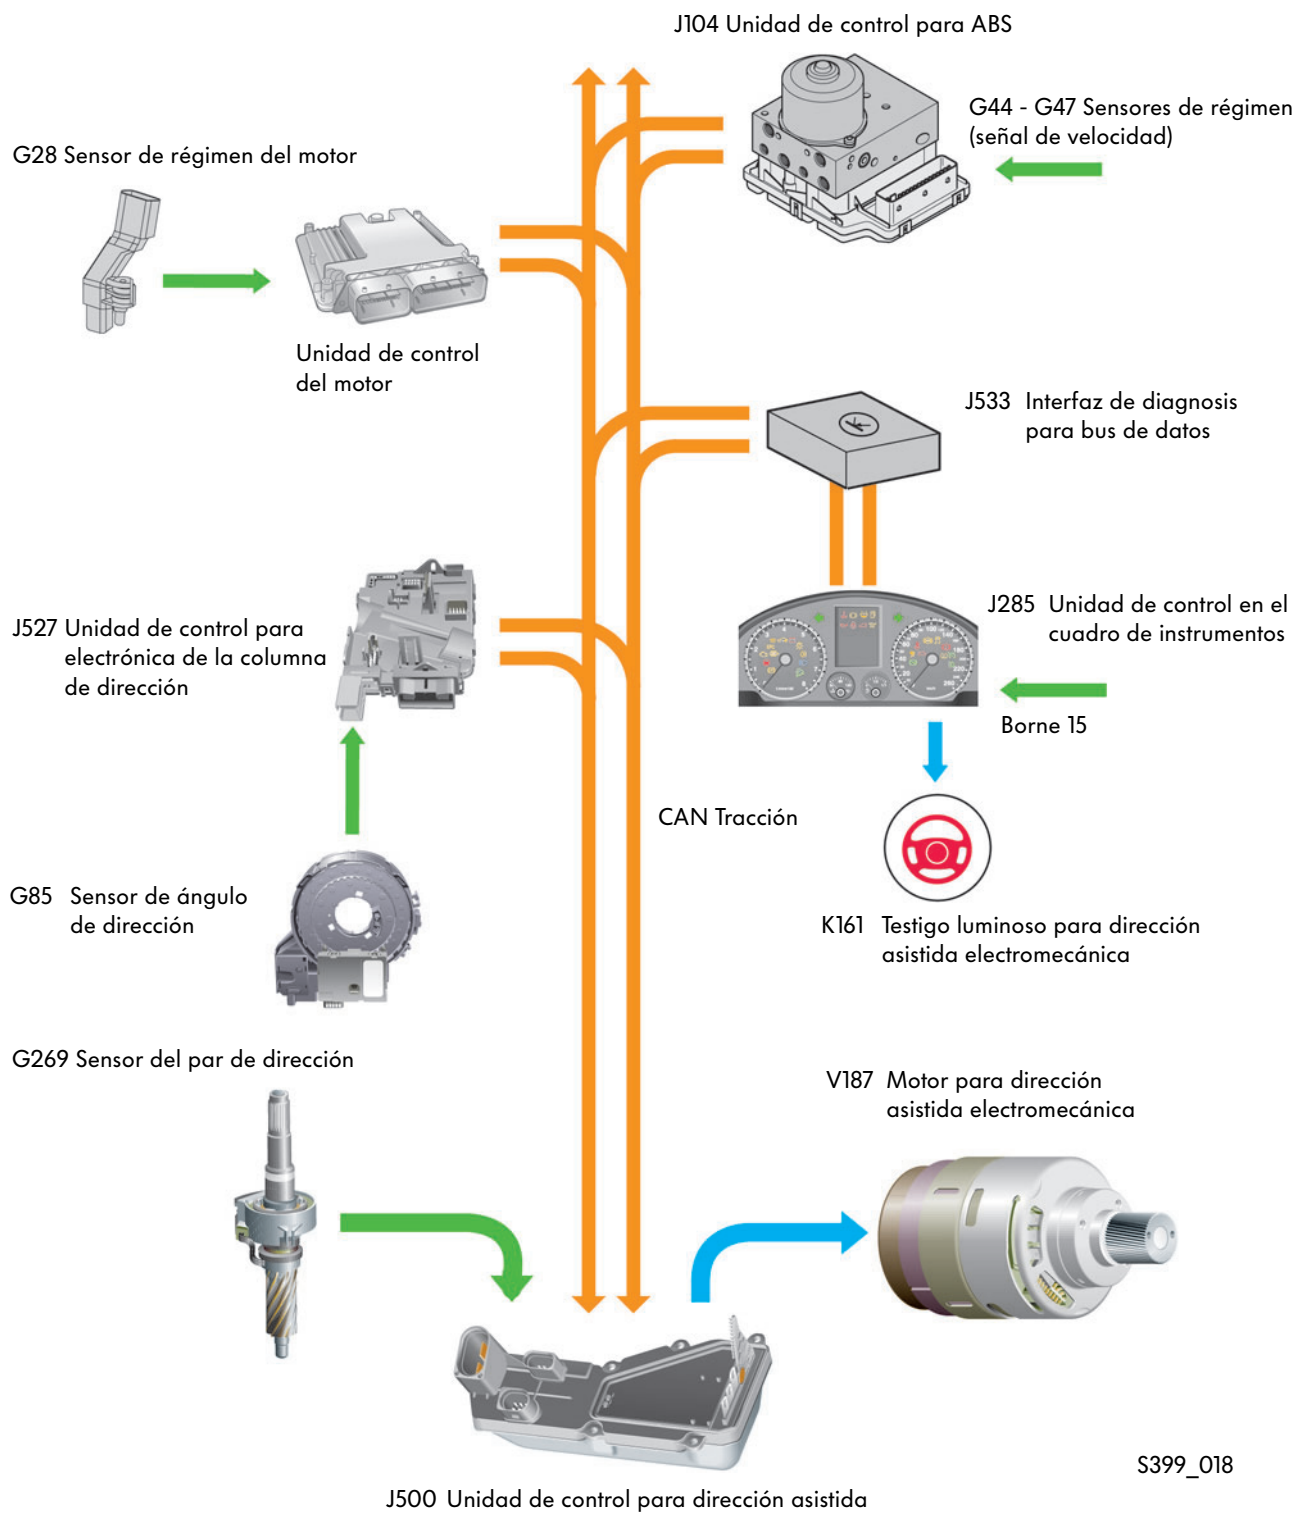 J104 Unidad de control para ABS
G44 - G47 Sensores de régimen
(señal de velocidad)
G28 Sensor de régimen del motor
Unidad de control
del motor
J533 Interfaz de diagnosis
para bus de datos
J527 Unidad de control para
electrónica de la columna
de dirección
J285 Unidad de control en el
cuadro de instrumentos
Borne 15
CAN Tracción
G85 Sensor de ángulo
de dirección
K161 Testigo luminoso para dirección
asistida electromecánica
G269 Sensor del par de dirección
V187 Motor para dirección
asistida electromecánica
S399_018
J500 Unidad de control para dirección asistida